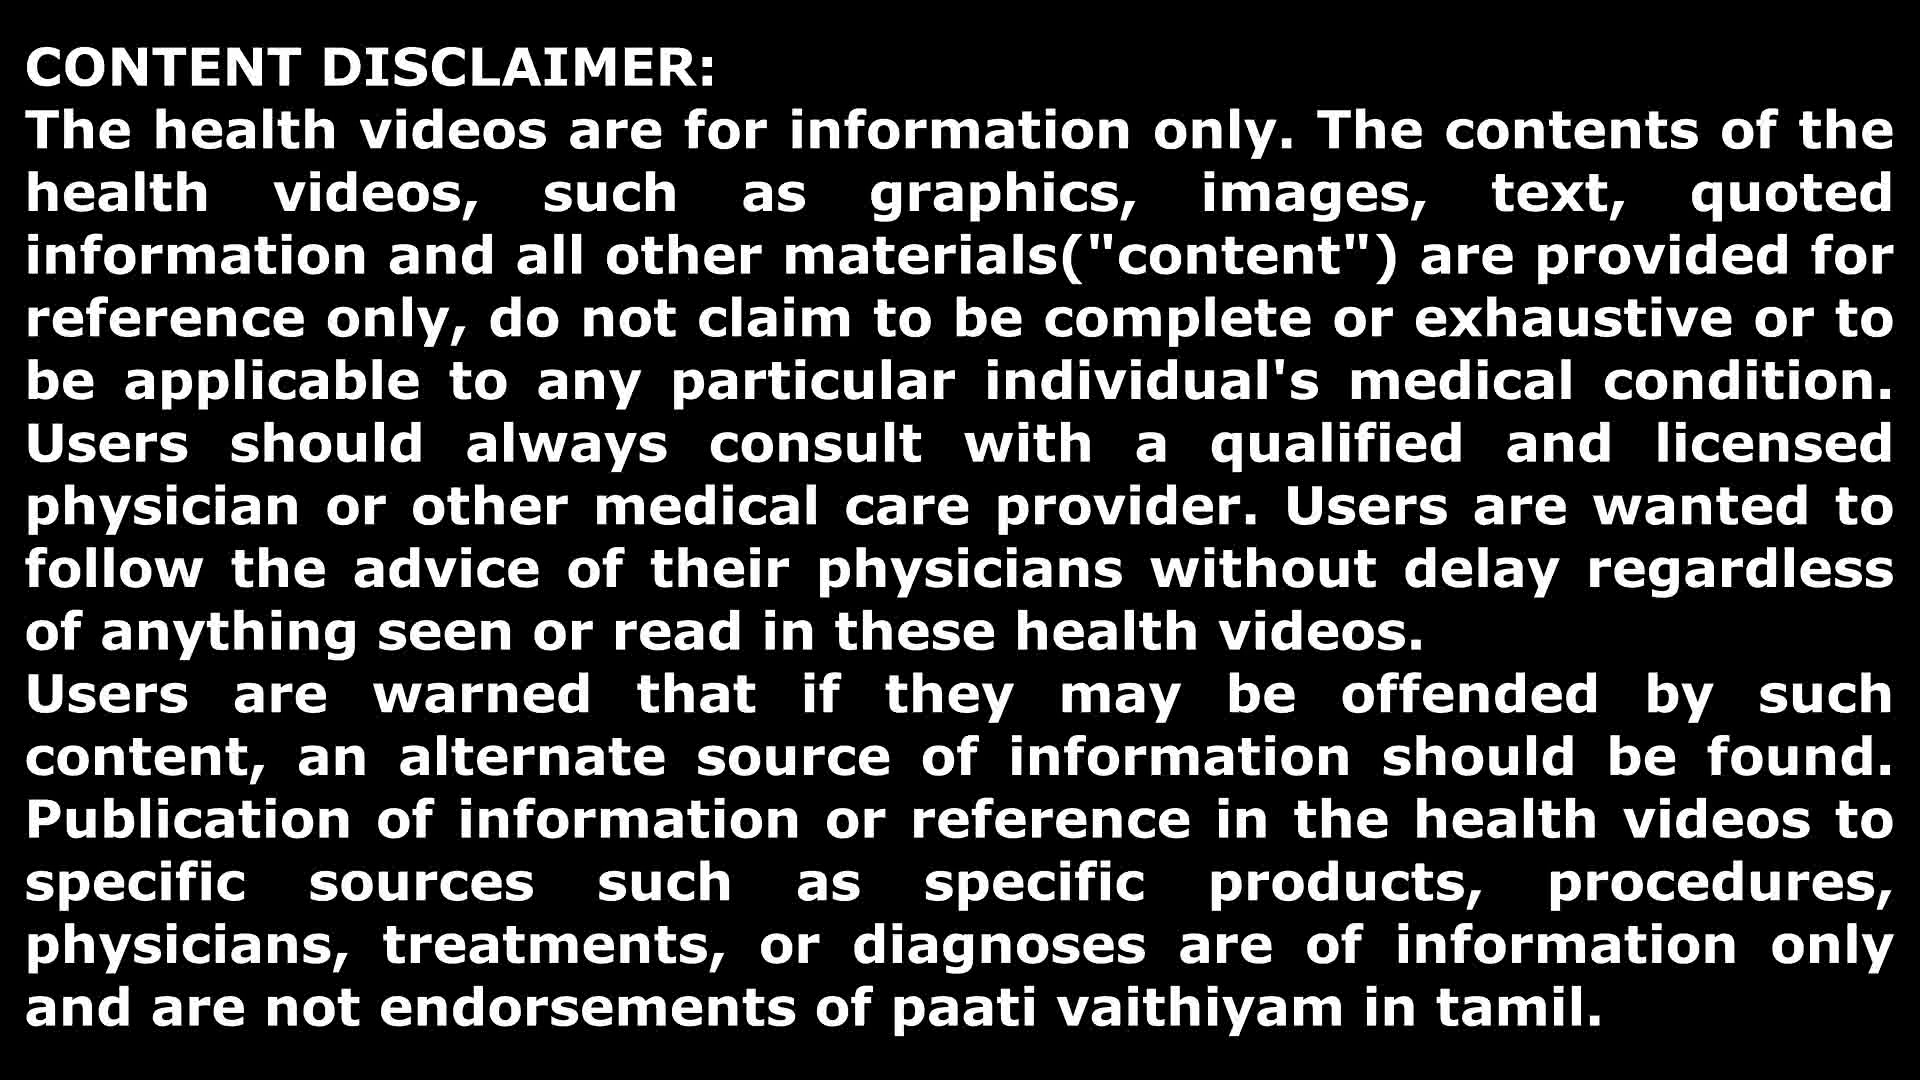 CONTENT DISCLAIMER:
The health videos are for information only. The contents of the
health videos, such as graphics, images, text, quoted
information and all other materials("content") are provided for
reference only, do not claim to be complete or exhaustive or to
be applicable to any particular individual's medical condition.
Users should always consult with a qualified and licensed
physician or other medical care provider. Users are wanted to
follow the advice of their physicians without delay regardless
of anything seen or read in these health videos.
Users are warned that if they may be offended by such
content, an alternate source of information should be found.
Publication of information or reference in the health videos to
specific sources such as specific products, procedures,
physicians, treatments, or diagnoses are of information only
and are not endorsements of paati vaithiyam in tamil.